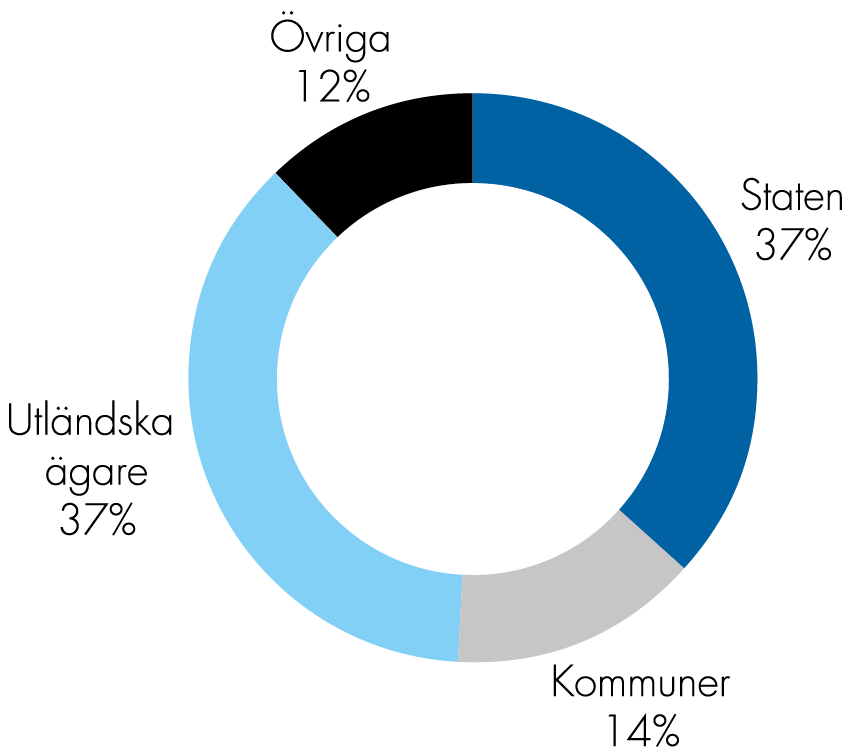 Övriga
12%
Staten
37%
Utländska
ägare
37%
Kommuner
14%